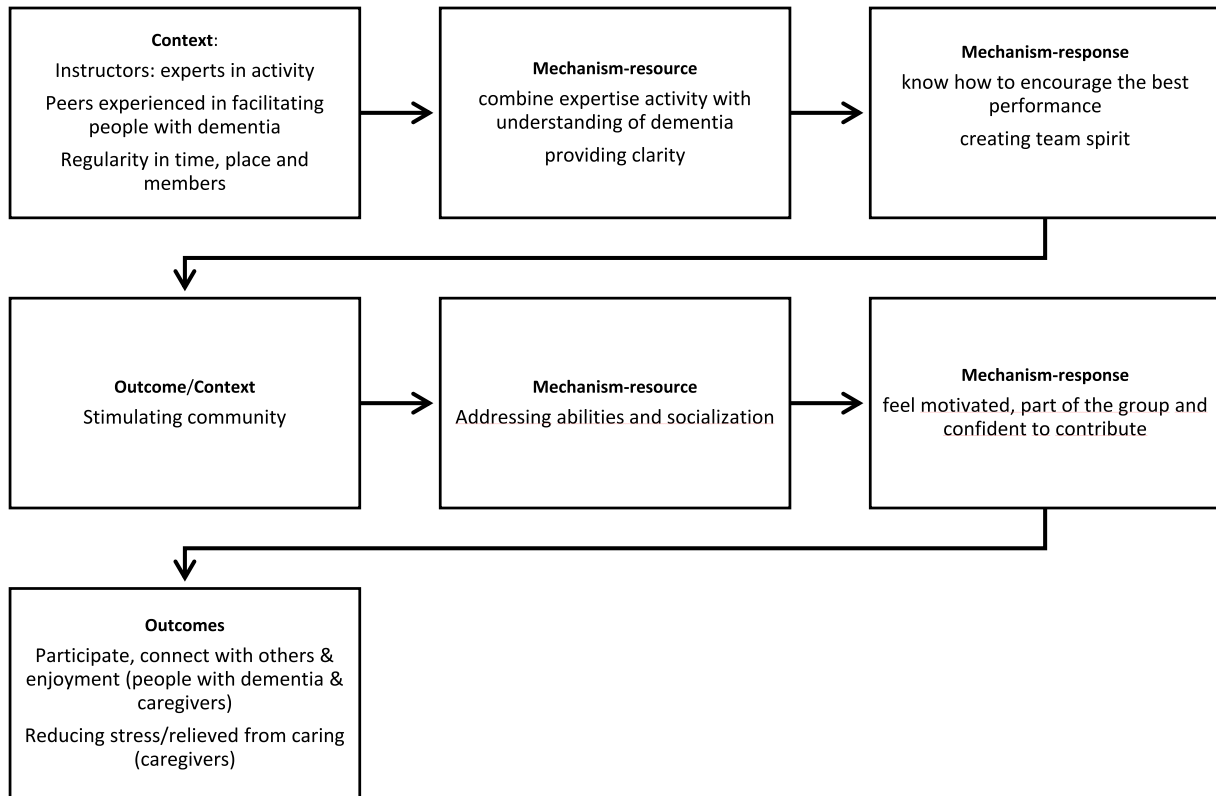 Context:
Instructors: experts in activity
Peers experienced in facilitating
people with dementia
Regularity in time, place and
members
Mechanism-resource
combine expertise activity with
understanding of dementia
providing clarity
Mechanism-response
know how to encourage the best
performance
creating team spirit
Outcome/Context
Stimulating community
Mechanism-resource
Addressing abilities and socialization
Mechanism-response
feel motivated, part of the group and
confident to contribute
Outcomes
Participate, connect with others &
enjoyment (people with dementia &
caregivers)
Reducing stress/relieved from caring
(caregivers)